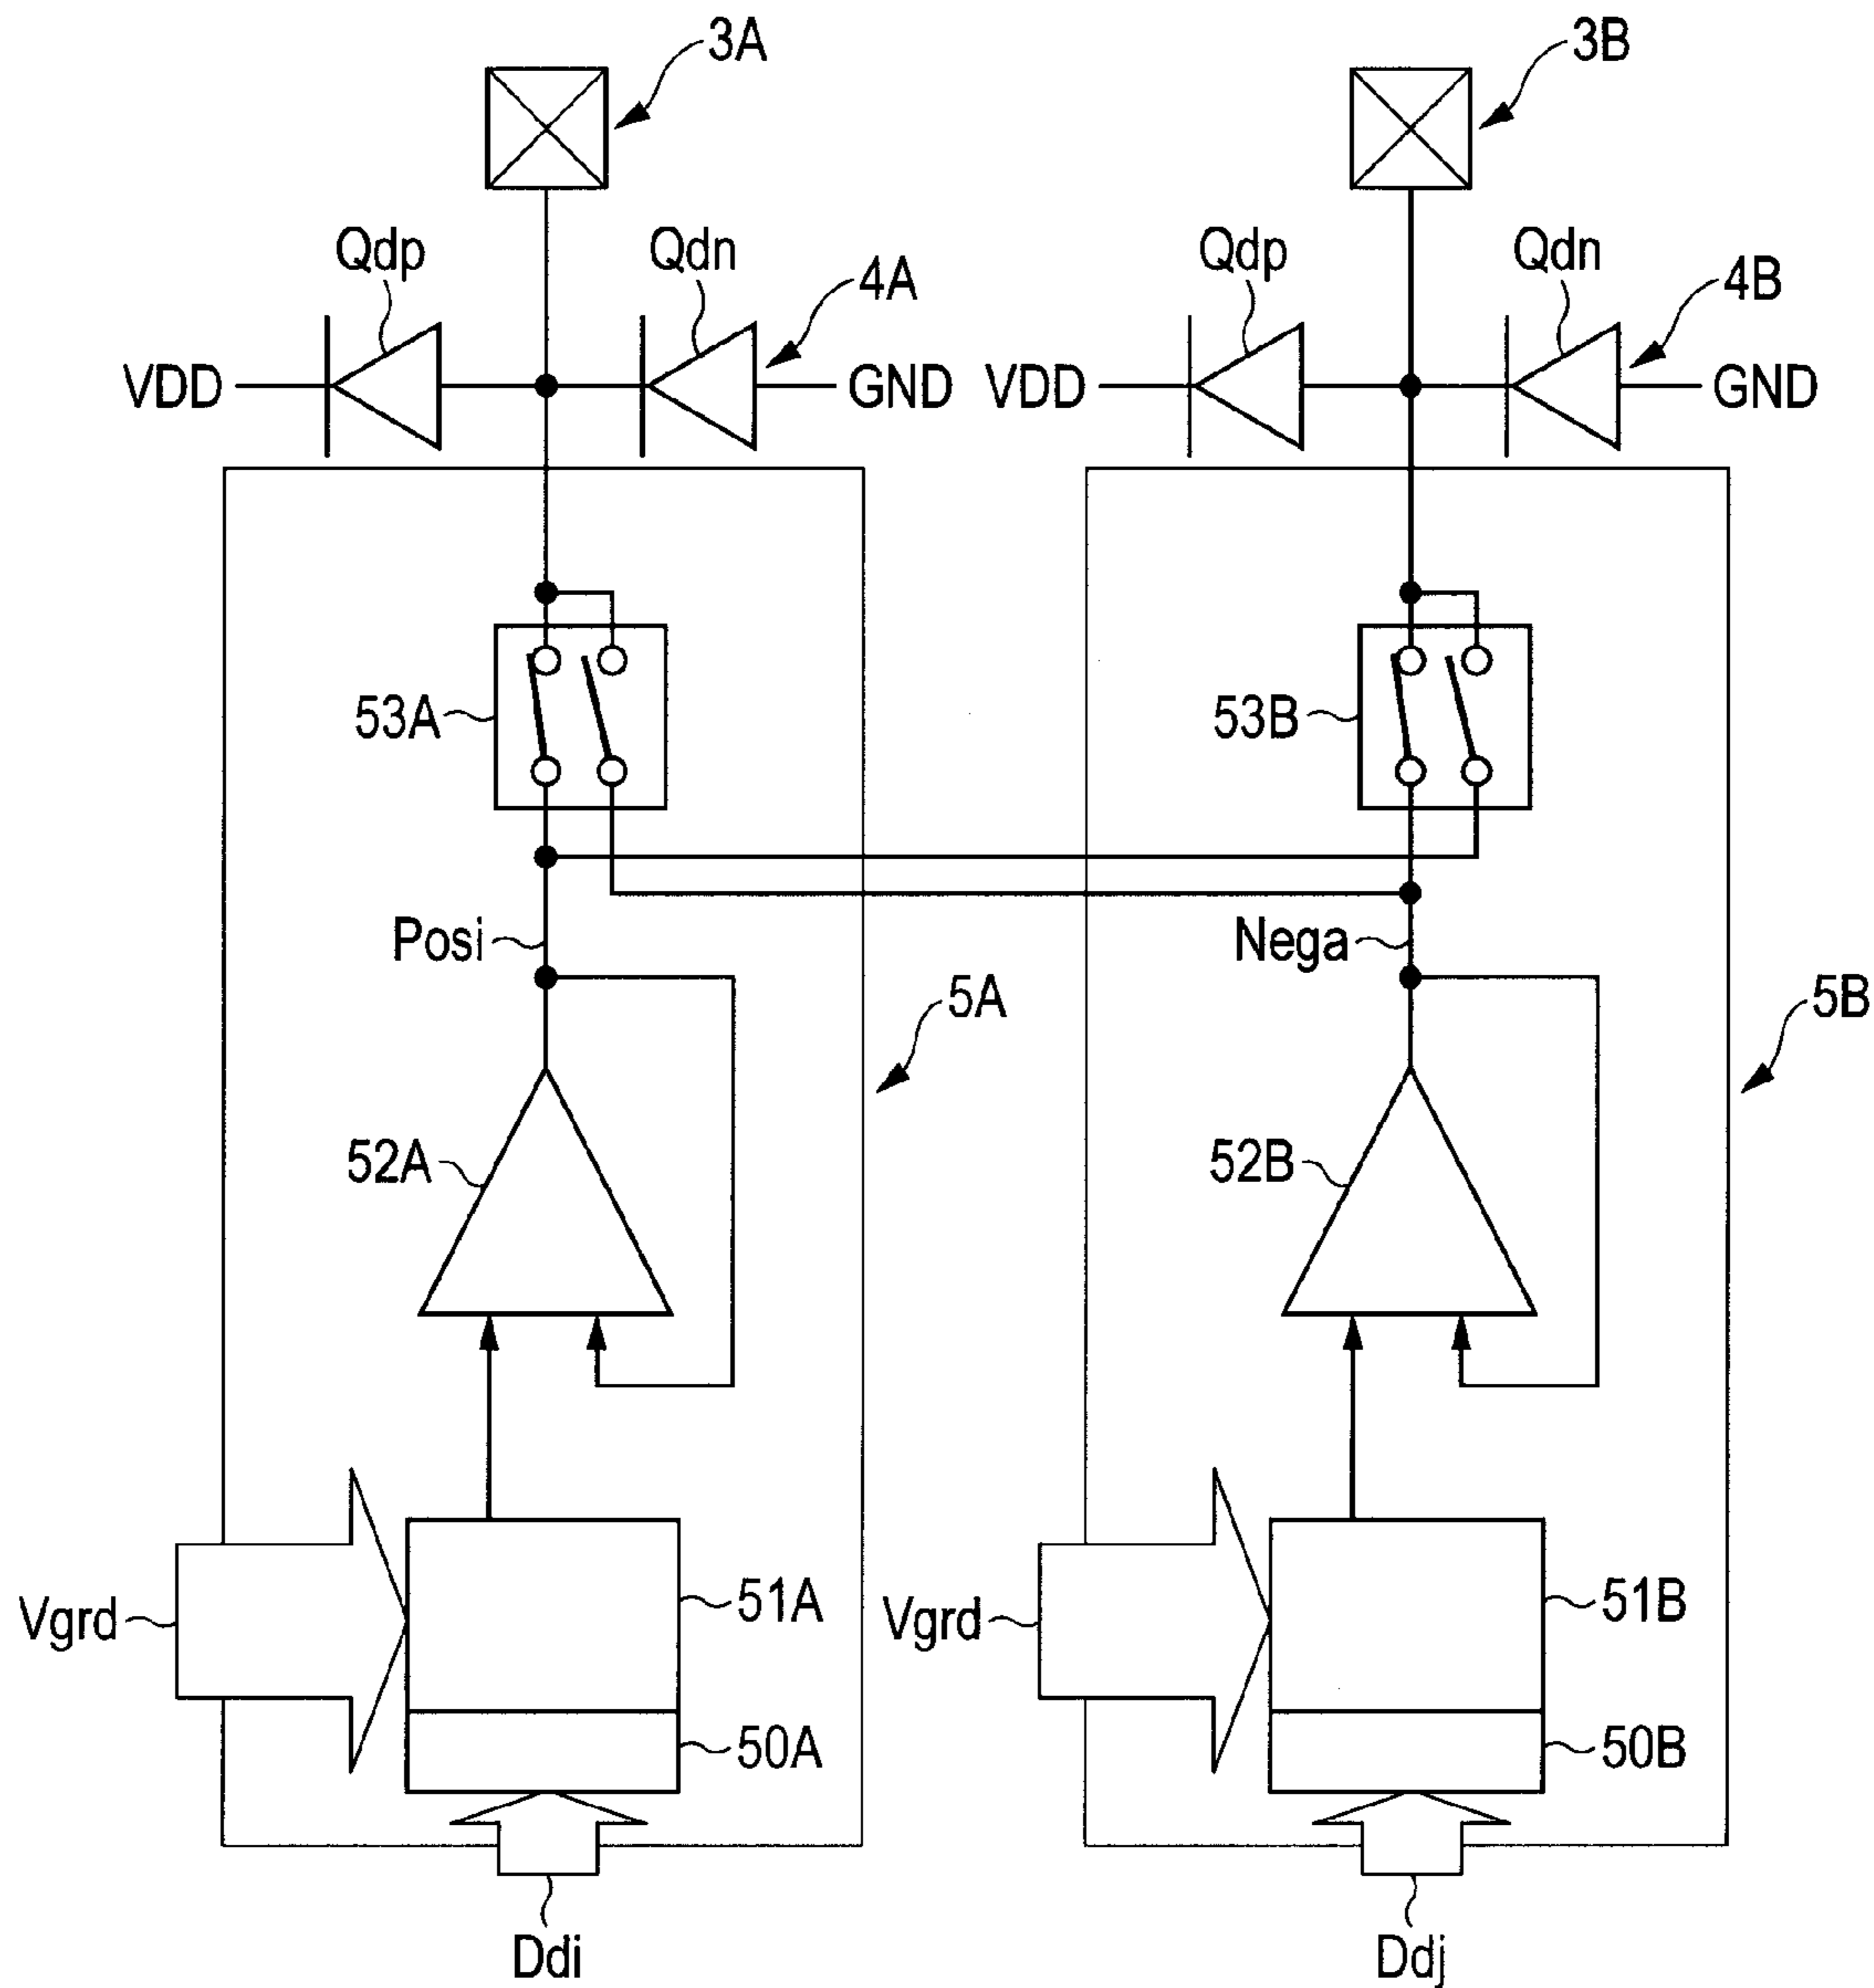 3A
3B
Qdp
Qdn
4A
Qdp
Qdn
4B
VDD
GND
VDD
GND
53A
53B
Posi
Nega
5A
5B
52A
52B
Vgrd
51A
Vgrd
51B
50A
50B
Ddi
Ddj